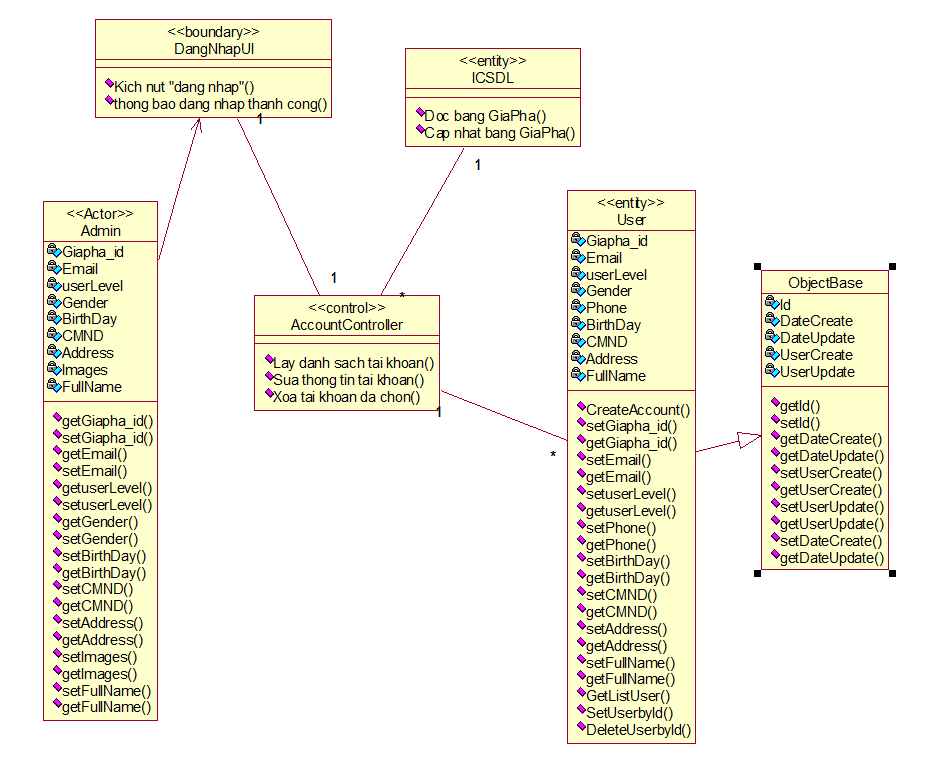 <<boundary>>
DangNhapUI
Kich nut "dang nhap"()
thong bao dang nhap thanh cong()
1
<<entity>>
ICSDL
Doc bang GiaPha()
Cap nhat bang GiaPha()
1
<<Actor>>
Admin
Giapha_id
Email
userLevel
Gender
BirthDay
CMND
Address
Images
FullName
getGiapha_id()
setGiapha_id()
getEmail()
setEmail()
getuserLevel()
setuserLevel()
getGender()
setGender()
setBirthDay()
getBirthDay()
setCMND()
getCMND()
setAddress()
getAddress()
setImages()
getImages()
setFullName()
getFullName()
1
*
<<control>>
AccountController
Lay danh sach tai khoan()
Sua thong tin tai khoan()
Xoa tai khoan da chon()
1
*
<<entity>>
User
Giapha_id
Email
userLevel
Gender
Phone
BirthDay
CMND
Address
FullName
CreateAccount()
setGiapha_id()
getGiapha_id()
setEmail()
getEmail()
setuserLevel()
getuserLevel()
setPhone()
getPhone()
setBirthDay()
getBirthDay()
setCMND()
getCMND()
setAddress()
getAddress()
setFullName()
getFullName()
GetListUser()
SetUserbyId()
DeleteUserbyId()
ObjectBase
Id
DateCreate
DateUpdate
UserCreate
UserUpdate
getId()
setId()
getDateCreate()
getDateUpdate()
setUserCreate()
getUserCreate()
setUserUpdate()
getUserUpdate()
setDateCreate()
getDateUpdate()